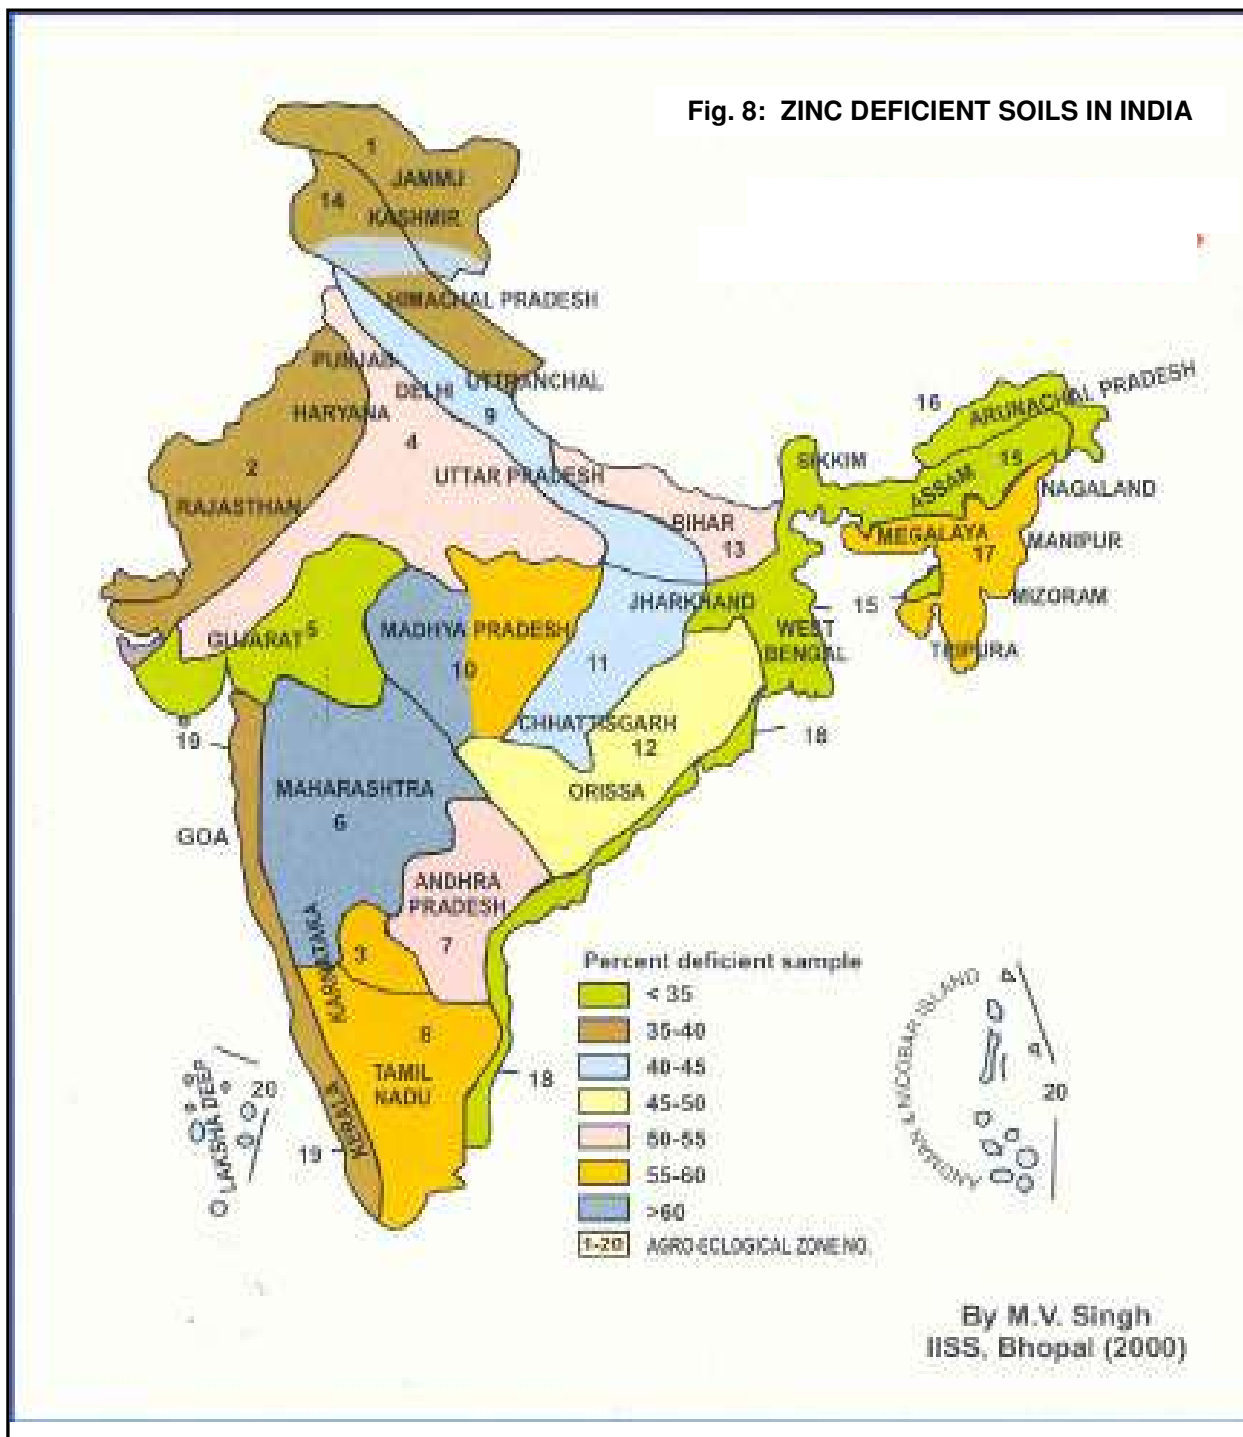 Fig. 8: ZINC DEFICIENT SOILS IN INDIA
1
JAMMU
14
KASHMIR
HIMACHAL PRADESH
PUNJAB
DELHI
UTTRANCHAL
HARYANA
9
4
2
UTTAR PRADESH
RAJASTHAN
16
ARUNACHAL PRADESH
SIKKIM
15
ASSAM
NAGALAND
BIHAR
13
MEGALAYA
17
MANIPUR
JHARKHAND
15
MIZORAM
GUJARAT
5
MADHYA PRADESH
WEST
BENGAL
TRIPURA
10
11
CHHATTISGARH
12
18
19
MAHARASHTRA
ORISSA
6
GOA
ANDHRA
PRADESH
KARNATAKA
3
7
8
TAMIL
NADU
18
KERALA
19
LAKSHA DEEP
20
Percent deficient sample
< 35
35-40
40-45
45-50
50-55
55-60
>60
1-20 AGRO-ECLOGICAL ZONE NO.
ANDIMAN & NICOBAR ISLAND
20
By M.V. Singh
IISS, Bhopal (2000)